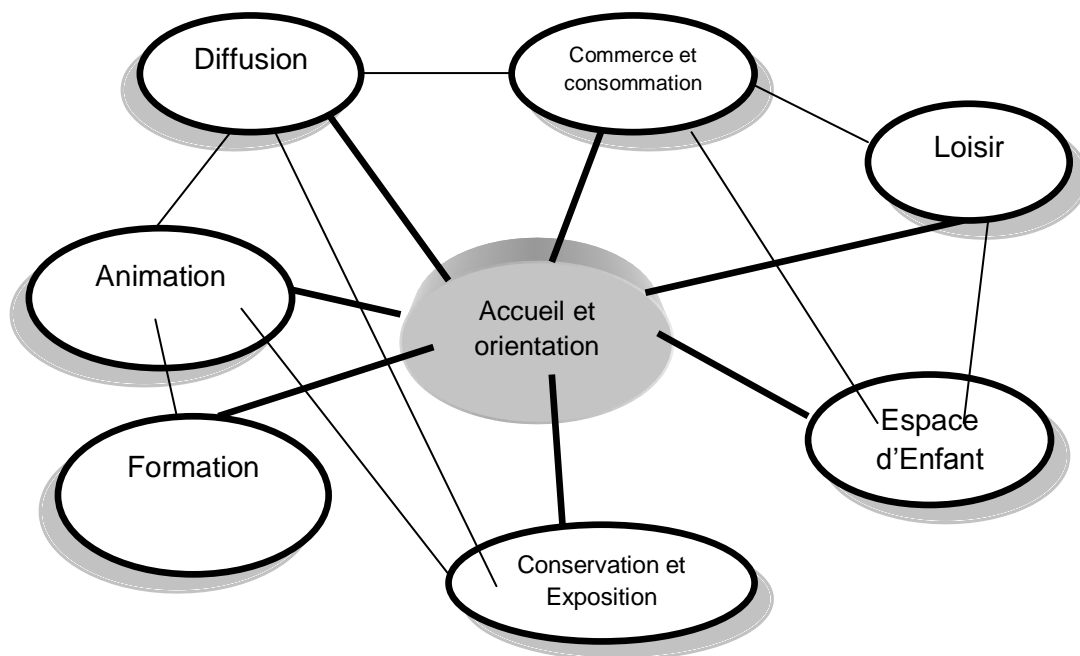 Diffusion
Commerce et
consommation
Loisir
Animation
Accueil et
orientation
Espace
d’Enfant
Formation
Conservation et
Exposition